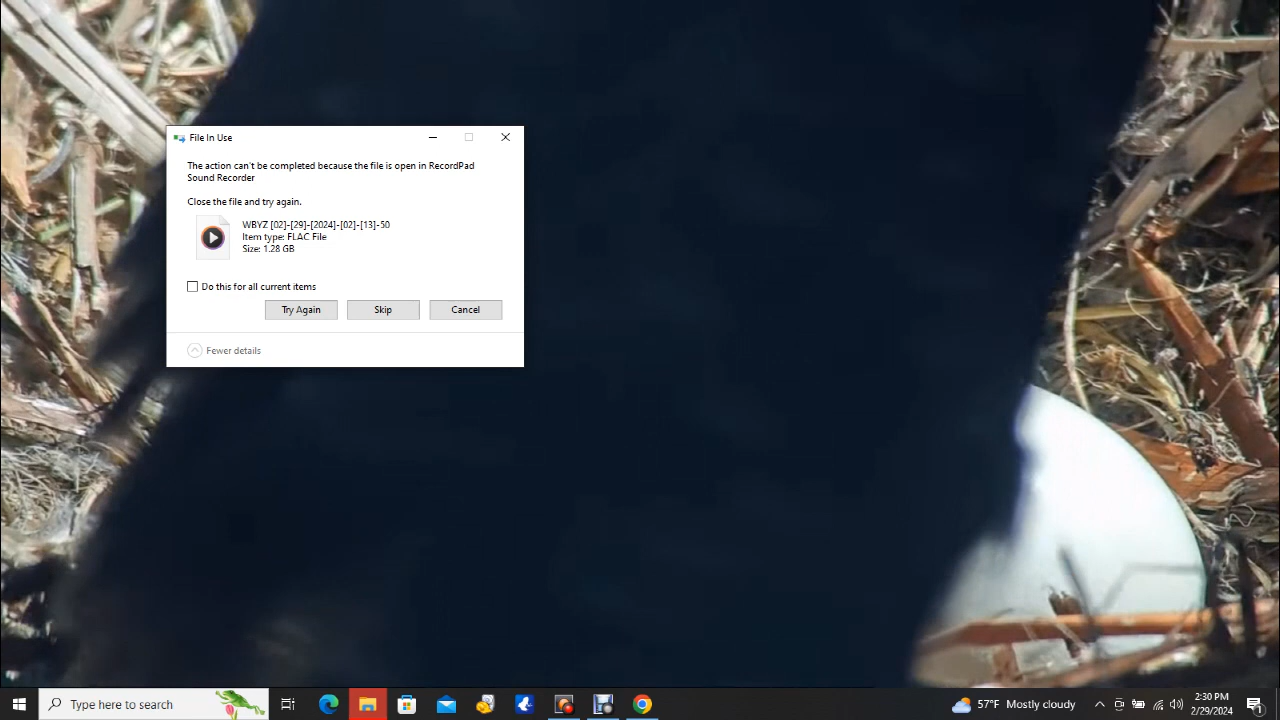 File In Use
The action can't be completed because the file is open in RecordPad
Sound Recorder
Close the file and try again.
WBYZ [02]-[29]-[2024]-[02]-[13]-50
Item type: FLAC File
Size: 1.28 GB
Do this for all current items
Try Again Skip Cancel
Fewer details
Type here to search
57°F Mostly cloudy
2:30 PM
2/29/2024
1